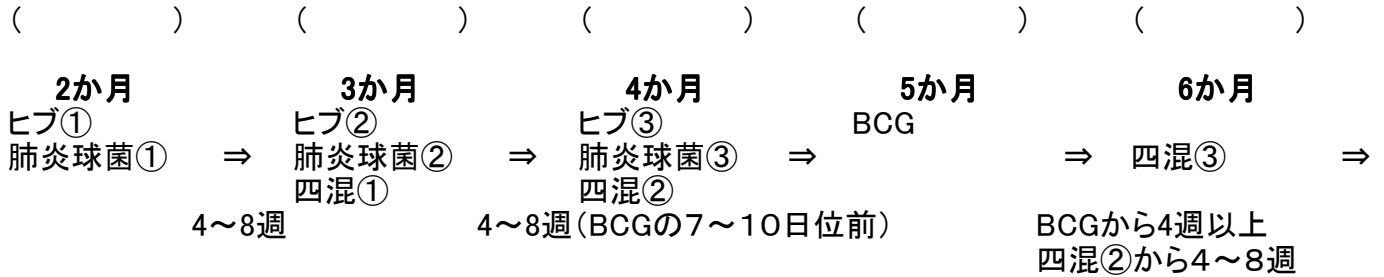 (　　　　　)　(　　　　　)　(　　　　　)　(　　　　　)　(　　　　　)
2か月　3か月　4か月　5か月　6か月
ヒブ①　ヒブ②　ヒブ③　BCG
肺炎球菌①　⇒　肺炎球菌②　⇒　肺炎球菌③　⇒　⇒　四混③　⇒
四混①　四混②
4～8週　4～8週（BCGの７～１０日位前）　BCGから4週以上
四混②から４～８週